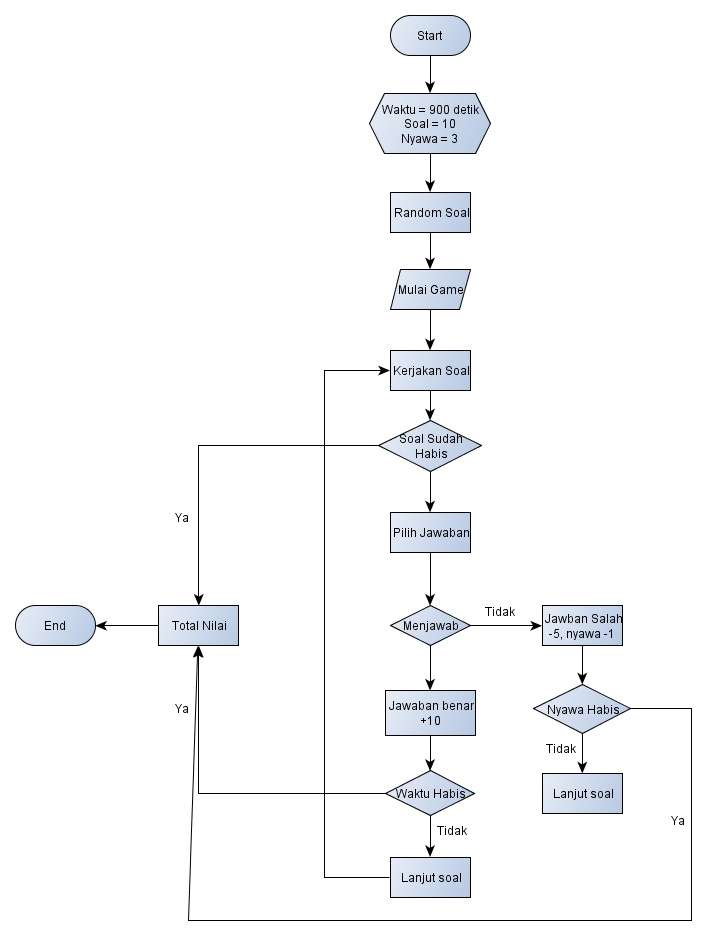 Start
Waktu = 900 detik
Soal = 10
Nyawa = 3
Random Soal
Mulai Game
Kerjakan Soal
Soal Sudah
Habis
Ya
Pilih Jawaban
End
Total Nilai
Menjawab
Tidak
Jawban Salah
-5, nyawa -1
Ya
Jawaban benar
+10
Nyawa Habis
Tidak
Waktu Habis
Lanjut soal
Ya
Tidak
Lanjut soal